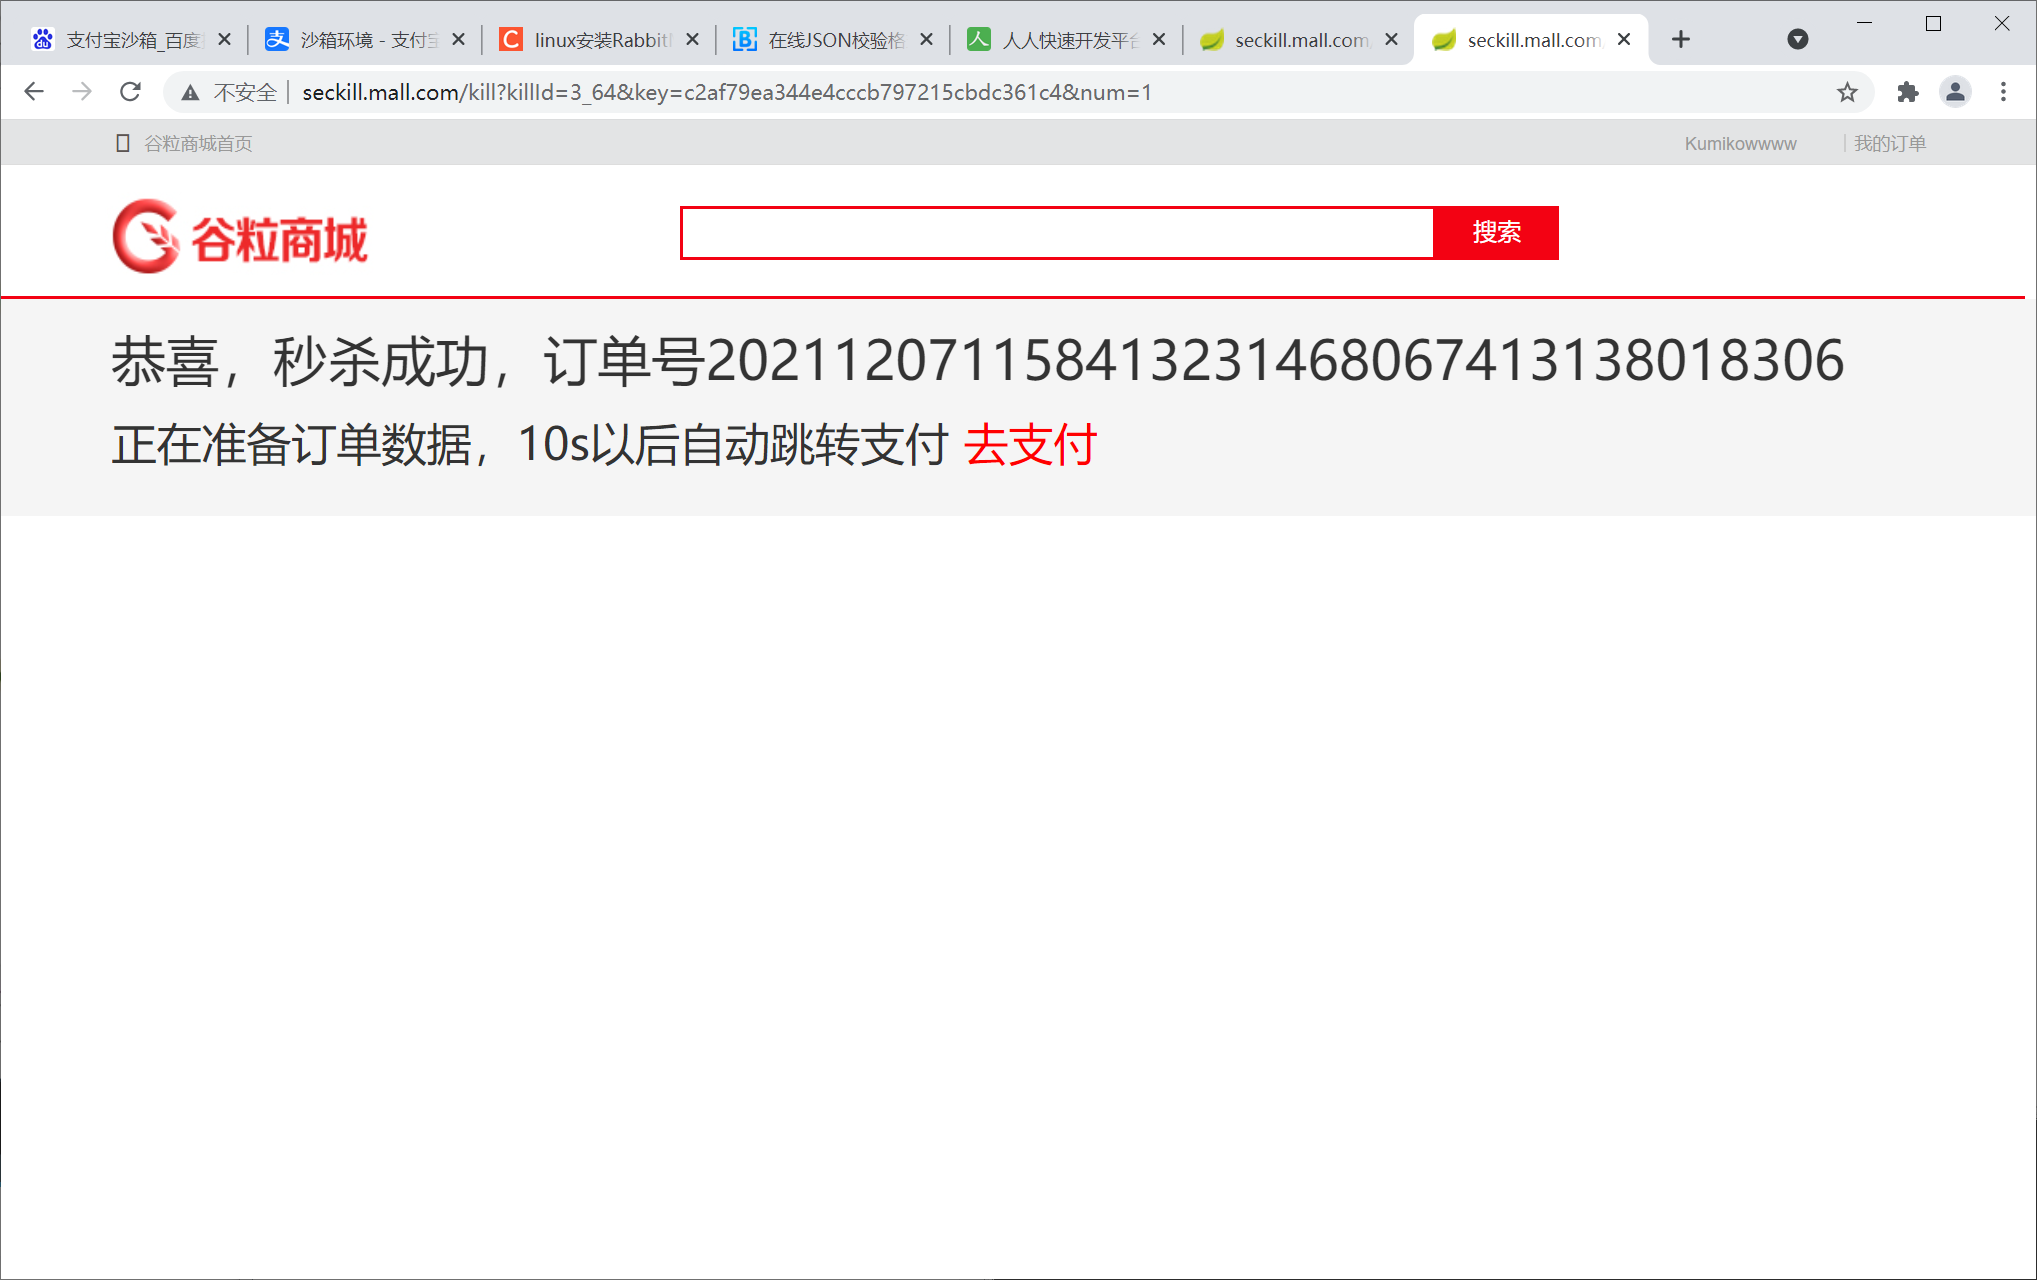 支付宝沙箱_百度
沙箱环境 - 支付宝
linux安装Rabbit
在线JSON校验格
人人快速开发平台
seckill.mall.com
seckill.mall.com
不安全
seckill.mall.com/kill?killId=3_64&key=c2af79ea344e4cccb797215cbdc361c4&num=1
谷粒商城首页
Kumikowwww
我的订单
谷粒商城
搜索
恭喜，秒杀成功，订单号202112071158413231468067413138018306
正在准备订单数据，10s以后自动跳转支付 去支付